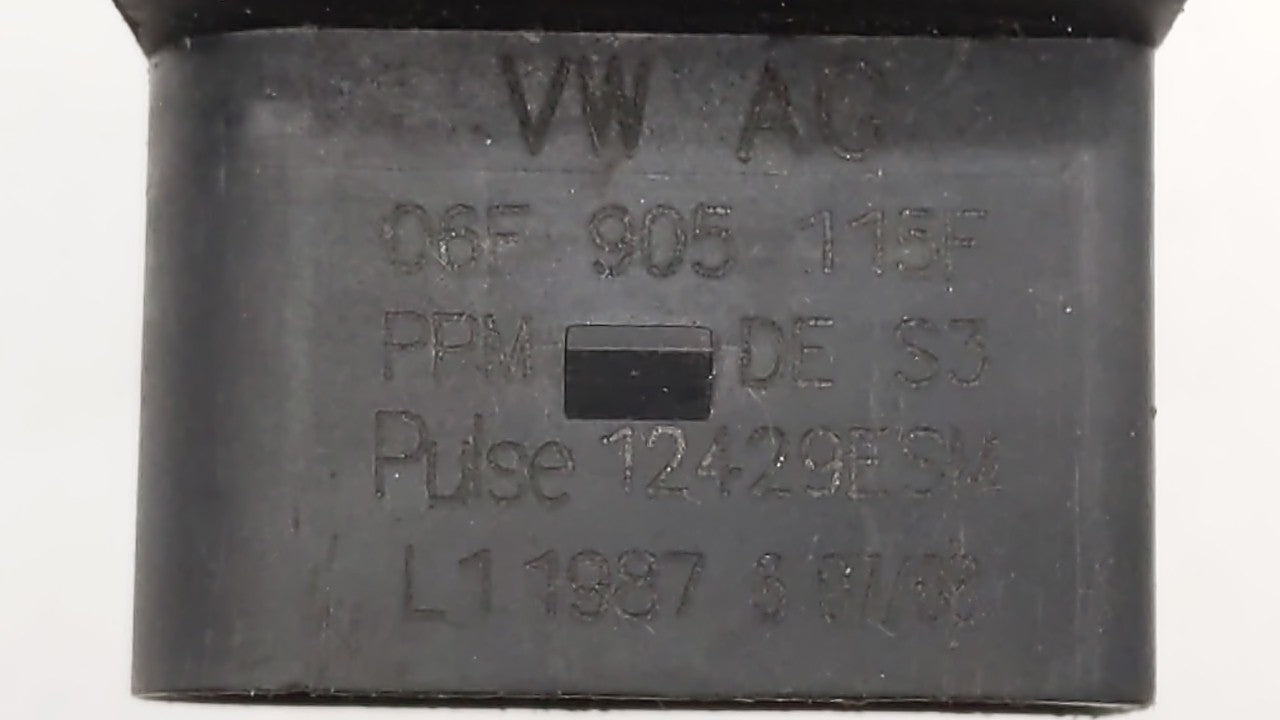 VW AG
06F 905 115F
PPM DE S3
Pulse 12429ESM
L1 1987